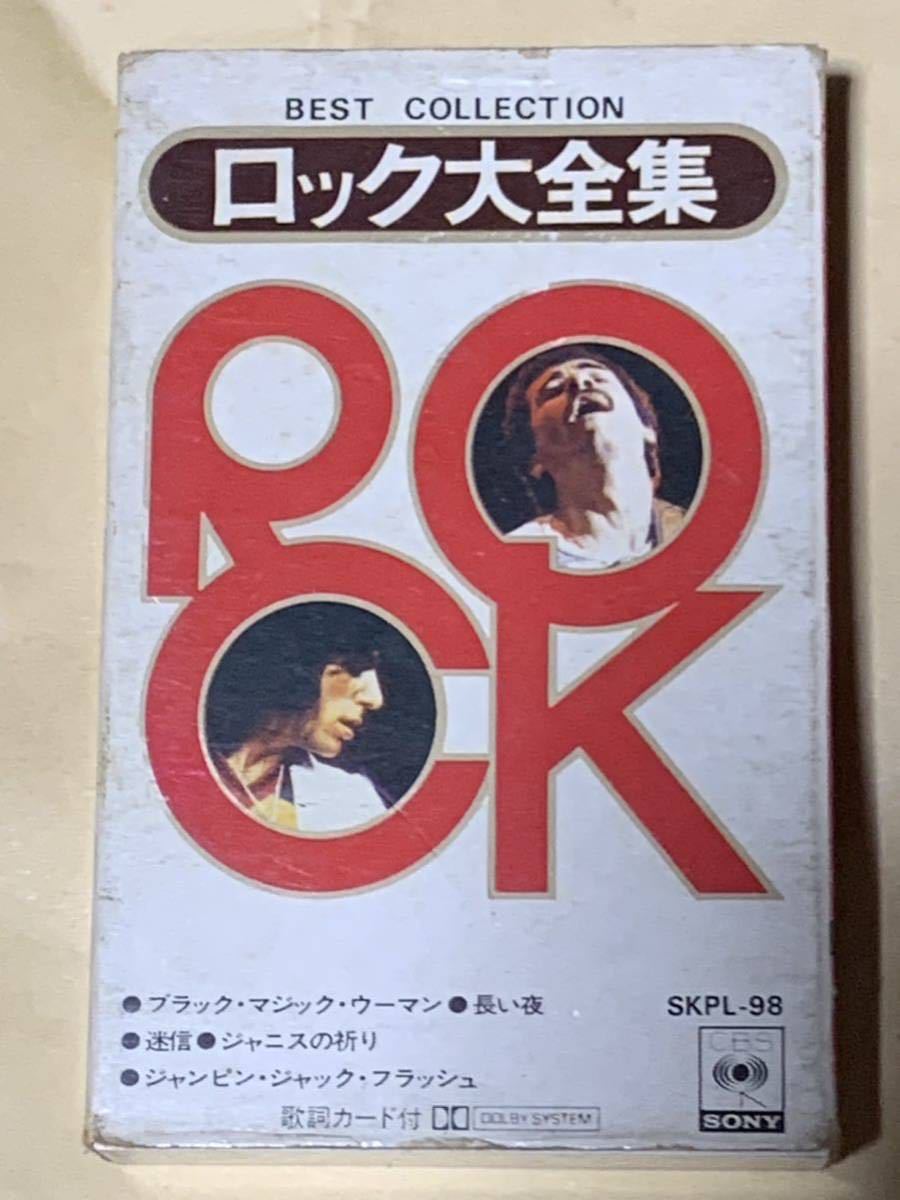 BEST COLLECTION
ロック大全集
ROCK
●ブラック・マジック・ウーマン●長い夜
SKPL-98
●迷信●ジャニスの祈り
●ジャンピン・ジャック・フラッシュ
歌詞カード付 DOLBY SYSTEM
CBS
SONY